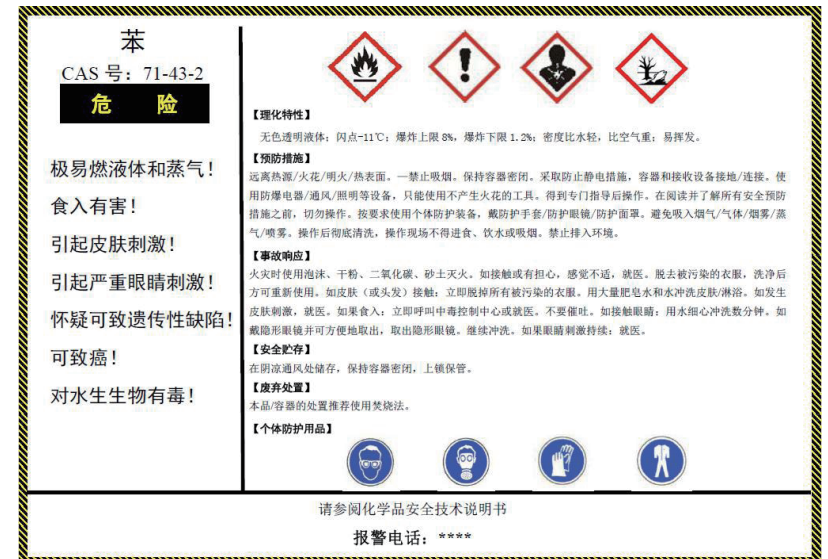 苯
CAS 号：71-43-2
危 险
极易燃液体和蒸气！
食入有害！
引起皮肤刺激！
引起严重眼睛刺激！
怀疑可致遗传性缺陷！
可致癌！
对水生生物有毒！
【理化特性】
无色透明液体；闪点-11℃；爆炸上限 8%，爆炸下限 1.2%；密度比水轻，比空气重；易挥发。
【预防措施】
远离热源/火花/明火/热表面。—禁止吸烟。保持容器密闭。采取防止静电措施，容器和接收设备接地/连接。使
用防爆电器/通风/照明等设备，只能使用不产生火花的工具。得到专门指导后操作。在阅读并了解所有安全预防
措施之前，切勿操作。按要求使用个体防护装备，戴防护手套/防护眼镜/防护面罩。避免吸入烟气/气体/烟雾/蒸
气/喷雾。操作后彻底清洗，操作现场不得进食、饮水或吸烟。禁止排入环境。
【事故响应】
火灾时使用泡沫、干粉、二氧化碳、砂土灭火。如接触或有担心，感觉不适，就医。脱去被污染的衣服，洗净后
方可重新使用。如皮肤（或头发）接触：立即脱掉所有被污染的衣服。用大量肥皂水和水冲洗皮肤/淋浴。如发生
皮肤刺激，就医。如果食入：立即呼叫中毒控制中心或就医。不要催吐。如接触眼睛：用水细心冲洗数分钟。如
戴隐形眼镜并可方便地取出，取出隐形眼镜。继续冲洗。如果眼睛刺激持续：就医。
【安全贮存】
在阴凉通风处储存，保持容器密闭，上锁保管。
【废弃处置】
本品/容器的处置推荐使用焚烧法。
【个体防护用品】
请参阅化学品安全技术说明书
报警电话：****